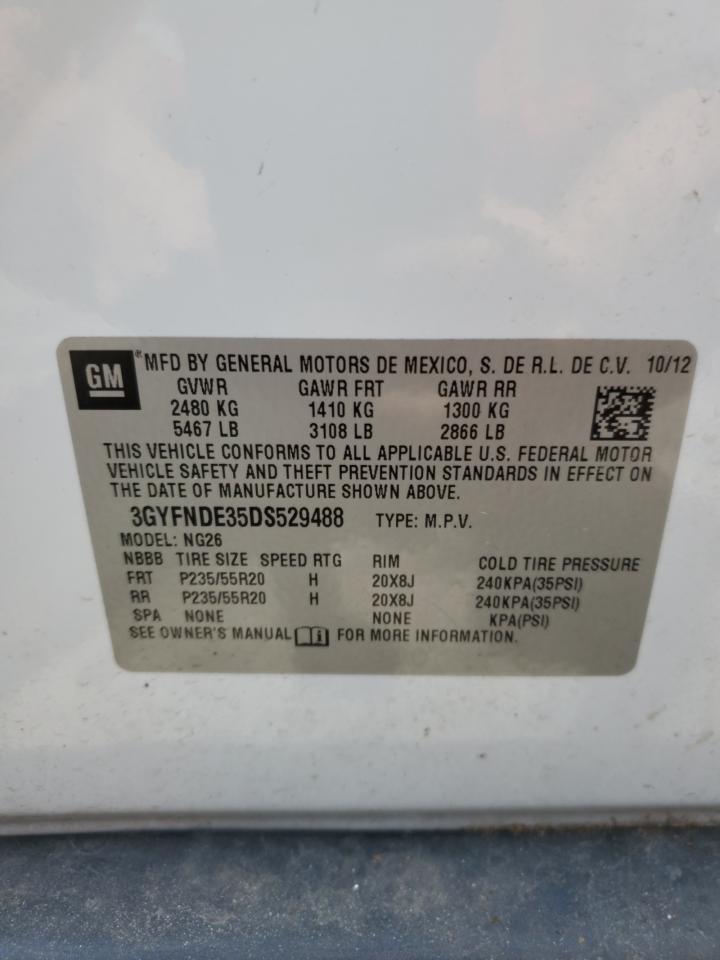 GM ® MFD BY GENERAL MOTORS DE MEXICO, S. DE R.L. DE C.V. 10/12
GVWR GAWR FRT GAWR RR
2480 KG 1410 KG 1300 KG
5467 LB 3108 LB 2866 LB
THIS VEHICLE CONFORMS TO ALL APPLICABLE U.S. FEDERAL MOTOR
VEHICLE SAFETY AND THEFT PREVENTION STANDARDS IN EFFECT ON
THE DATE OF MANUFACTURE SHOWN ABOVE.
3GYFNDE35DS529488 TYPE: M.P.V.
MODEL: NG26
NBBB TIRE SIZE SPEED RTG RIM COLD TIRE PRESSURE
FRT P235/55R20 H 20X8J 240KPA(35PSI)
RR P235/55R20 H 20X8J 240KPA(35PSI)
SPA NONE NONE KPA(PSI)
SEE OWNER'S MANUAL i FOR MORE INFORMATION.